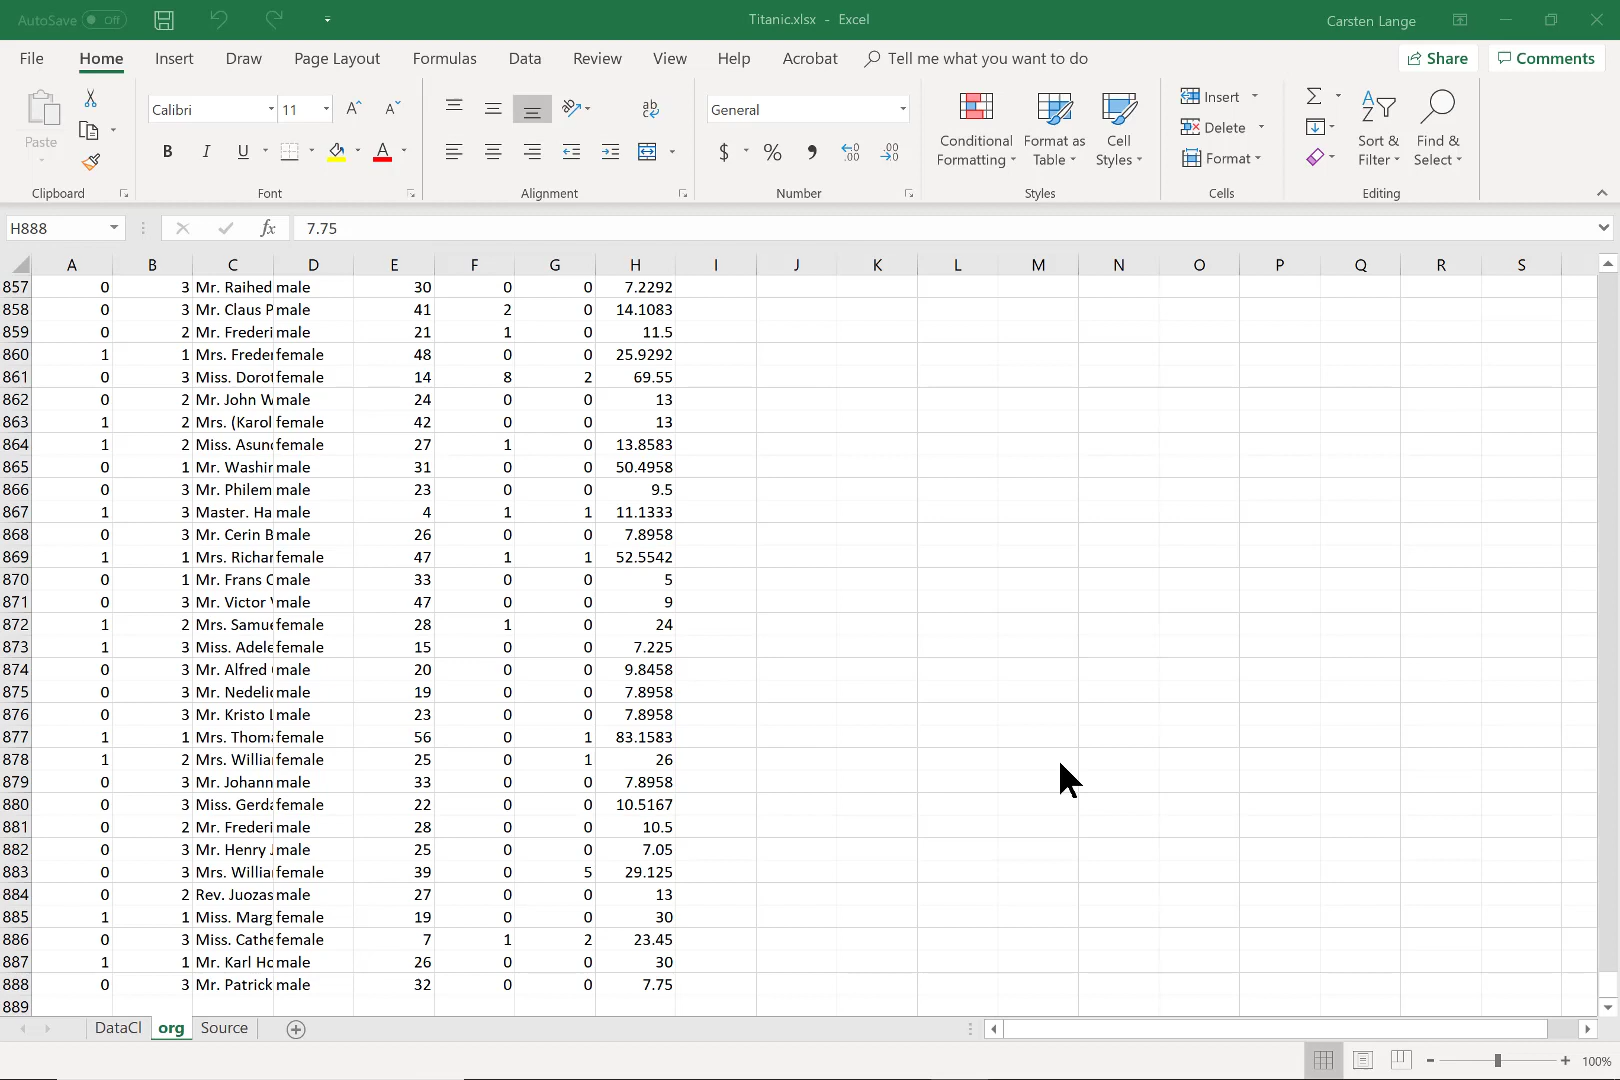 AutoSave Off Titanic.xlsx - Excel Carsten Lange
File Home Insert Draw Page Layout Formulas Data Review View Help Acrobat Tell me what you want to do Share Comments
Paste
Clipboard
Calibri 11
B I U A
Font
ab
Alignment
General
$ % 
Number
Conditional Formatting
Format as Table
Cell Styles
Styles
Insert
Delete
Format
Cells
Sort & Filter
Find & Select
Editing
H888 fx 7.75
A B C D E F G H I J K L M N O P Q R S
857 0 3 Mr. Raihed male 30 0 0 7.2292
858 0 3 Mr. Claus P male 41 2 0 14.1083
859 0 2 Mr. Frederi male 21 1 0 11.5
860 1 1 Mrs. Freder female 48 0 0 25.9292
861 0 3 Miss. Dorot female 14 8 2 69.55
862 0 2 Mr. John W male 24 0 0 13
863 1 2 Mrs. (Karol female 42 0 0 13
864 1 2 Miss. Asunc female 27 1 0 13.8583
865 0 1 Mr. Washin male 31 0 0 50.4958
866 0 3 Mr. Philem male 23 0 0 9.5
867 1 3 Master. Ha male 4 1 1 11.1333
868 0 3 Mr. Cerin B male 26 0 0 7.8958
869 1 1 Mrs. Richar female 47 1 1 52.5542
870 0 1 Mr. Frans O male 33 0 0 5
871 0 3 Mr. Victor V male 47 0 0 9
872 1 2 Mrs. Samue female 28 1 0 24
873 1 3 Miss. Adele female 15 0 0 7.225
874 0 3 Mr. Alfred male 20 0 0 9.8458
875 0 3 Mr. Nedelic male 19 0 0 7.8958
876 0 3 Mr. Kristo L male 23 0 0 7.8958
877 1 1 Mrs. Thoma female 56 0 1 83.1583
878 1 2 Mrs. William female 25 0 1 26
879 0 3 Mr. Johann male 33 0 0 7.8958
880 0 3 Miss. Gerda female 22 0 0 10.5167
881 0 2 Mr. Frederi male 28 0 0 10.5
882 0 3 Mr. Henry J male 25 0 0 7.05
883 0 3 Mrs. William female 39 0 5 29.125
884 0 2 Rev. Juozas male 27 0 0 13
885 1 1 Miss. Marg female 19 0 0 30
886 0 3 Miss. Cathe female 7 1 2 23.45
887 1 1 Mr. Karl Ho male 26 0 0 30
888 0 3 Mr. Patrick male 32 0 0 7.75
889
DataCl org Source
100%